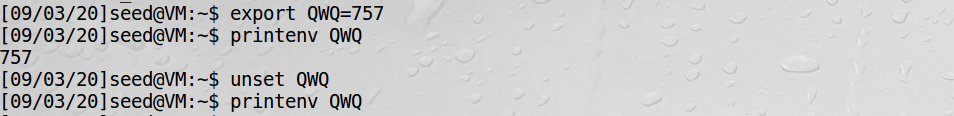 [09/03/20]seed@VM:~$ export QWQ=757
[09/03/20]seed@VM:~$ printenv QWQ
757
[09/03/20]seed@VM:~$ unset QWQ
[09/03/20]seed@VM:~$ printenv QWQ